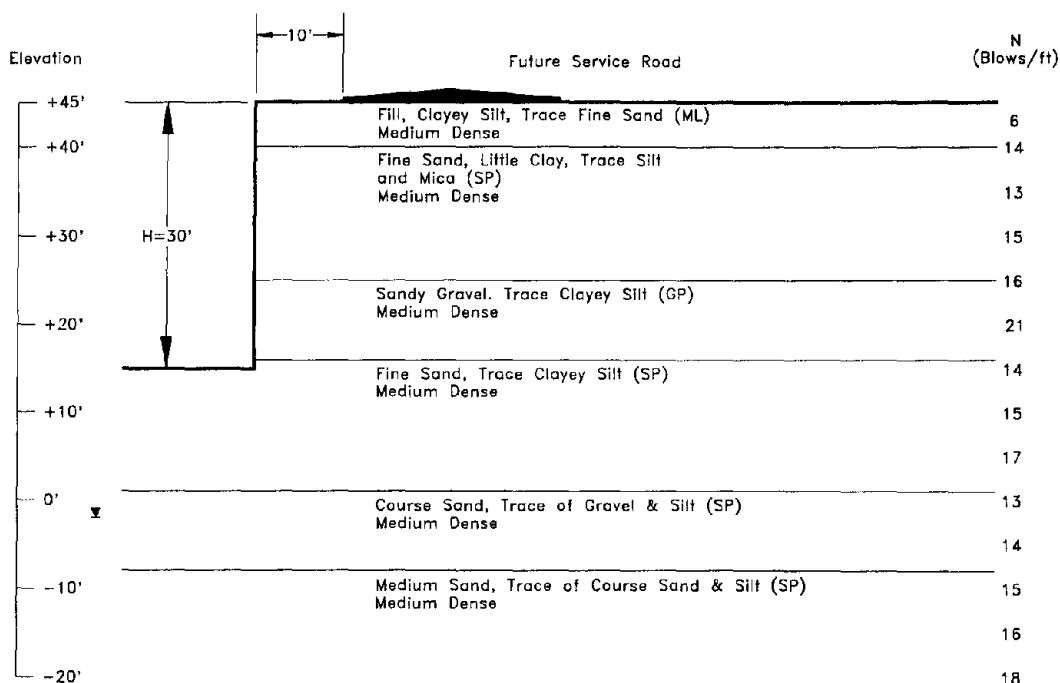 10'
N
Elevation
Future Service Road
(Blows/ft)
+45'
Fill, Clayey Silt, Trace Fine Sand (ML)
6
Medium Dense
+40'
14
Fine Sand, Little Clay, Trace Silt
and Mica (SP)
13
Medium Dense
+30'
H=30'
15
16
Sandy Gravel. Trace Clayey Silt (GP)
Medium Dense
+20'
21
Fine Sand, Trace Clayey Silt (SP)
14
Medium Dense
+10'
15
17
0'
Course Sand, Trace of Gravel & Silt (SP)
13
Medium Dense
14
-10'
Medium Sand, Trace of Course Sand & Silt (SP)
15
Medium Dense
16
-20'
18